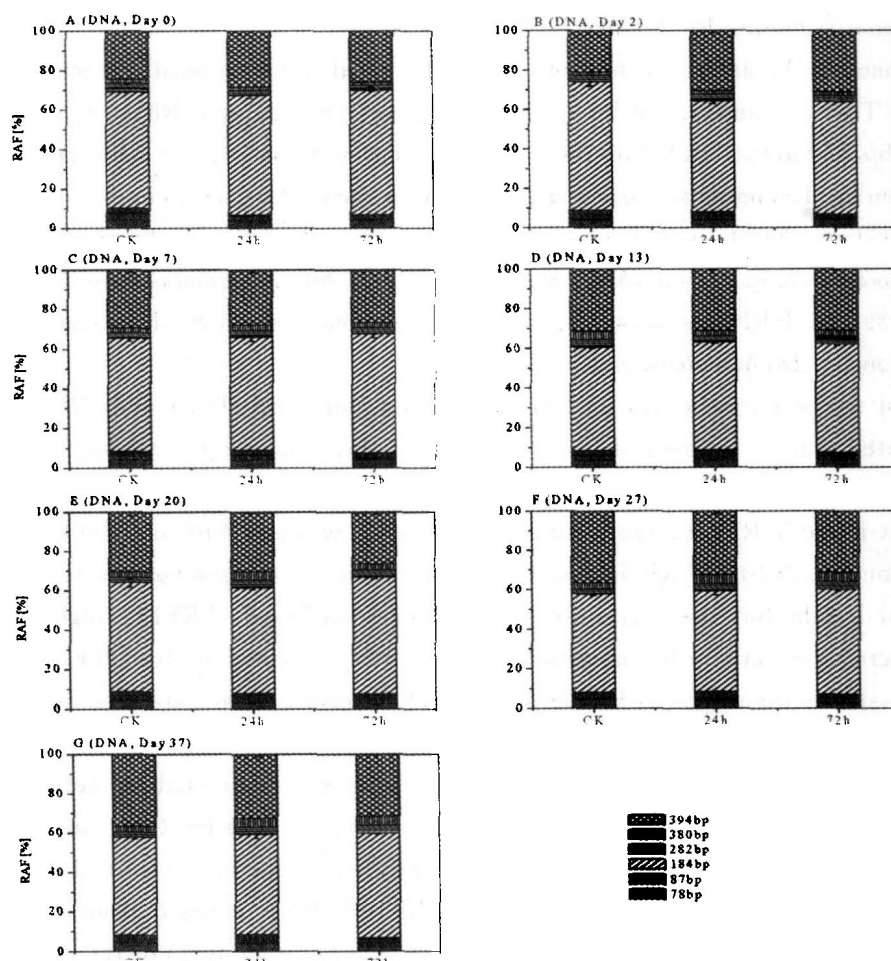 A (DNA, Day 0)
100
80
60
40
20
0
RAF [%]
CK
24h
72h
B (DNA, Day 2)
100
80
60
40
20
0
CK
24h
72h
C (DNA, Day 7)
100
80
60
40
20
0
RAF [%]
CK
24h
72h
D (DNA, Day 13)
100
80
60
40
20
0
CK
24h
72h
E (DNA, Day 20)
100
80
60
40
20
0
RAF [%]
CK
24h
72h
F (DNA, Day 27)
100
80
60
40
20
0
CK
24h
72h
G (DNA, Day 37)
100
80
60
40
20
0
RAF [%]
394bp
380bp
282bp
184bp
87bp
78bp